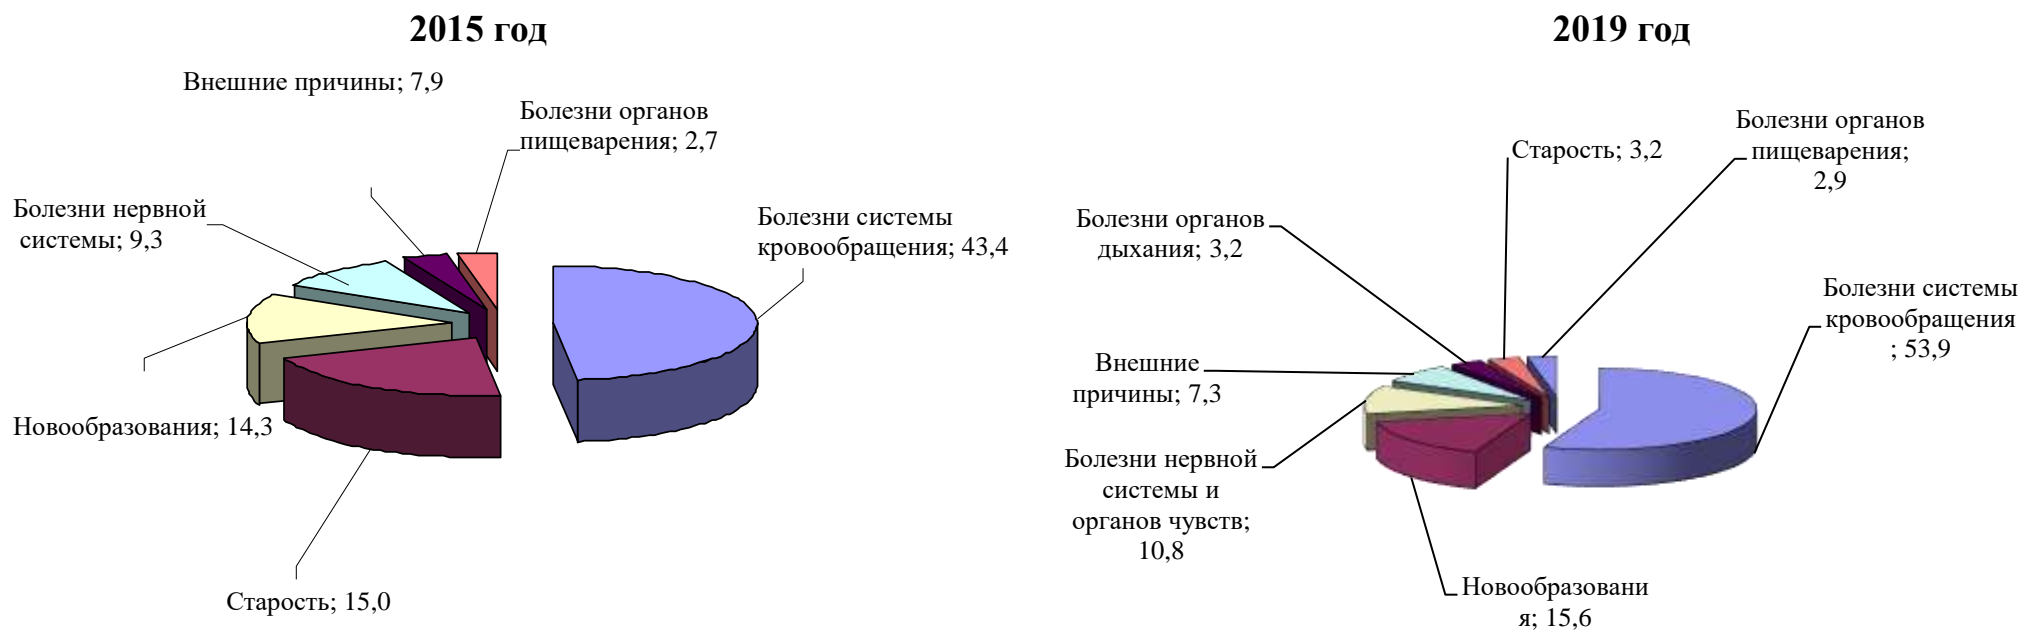 2015 год
Внешние причины; 7,9
Болезни органов
пищеварения; 2,7
Болезни нервной
системы; 9,3
Болезни системы
кровообращения; 43,4
Новообразования; 14,3
Старость; 15,0
2019 год
Болезни органов
пищеварения;
2,9
Старость; 3,2
Болезни органов
дыхания; 3,2
Болезни системы
кровообращения
; 53,9
Внешние
причины; 7,3
Болезни нервной
системы и
органов чувств;
10,8
Новообразовани
я; 15,6